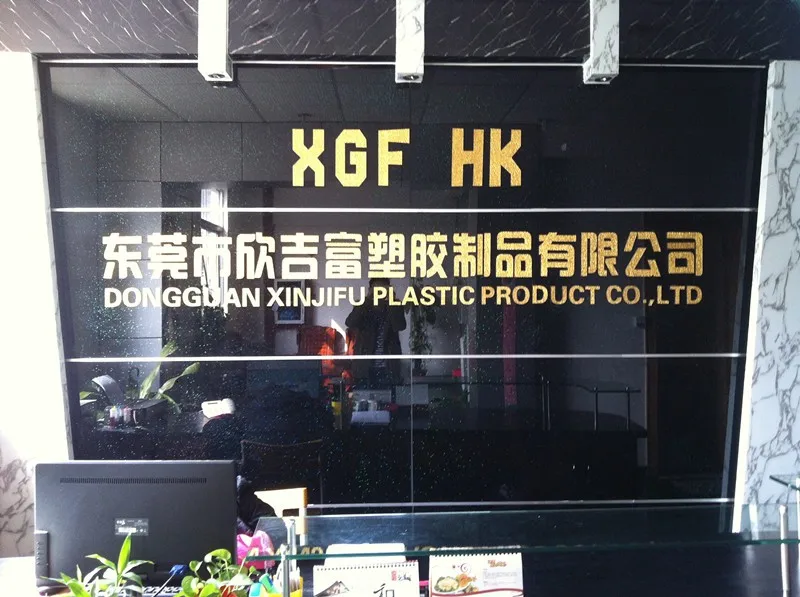 XGF HK
东莞市欣吉富塑胶制品有限公司
DONGGUAN XINJIFU PLASTIC PRODUCT CO.,LTD
和